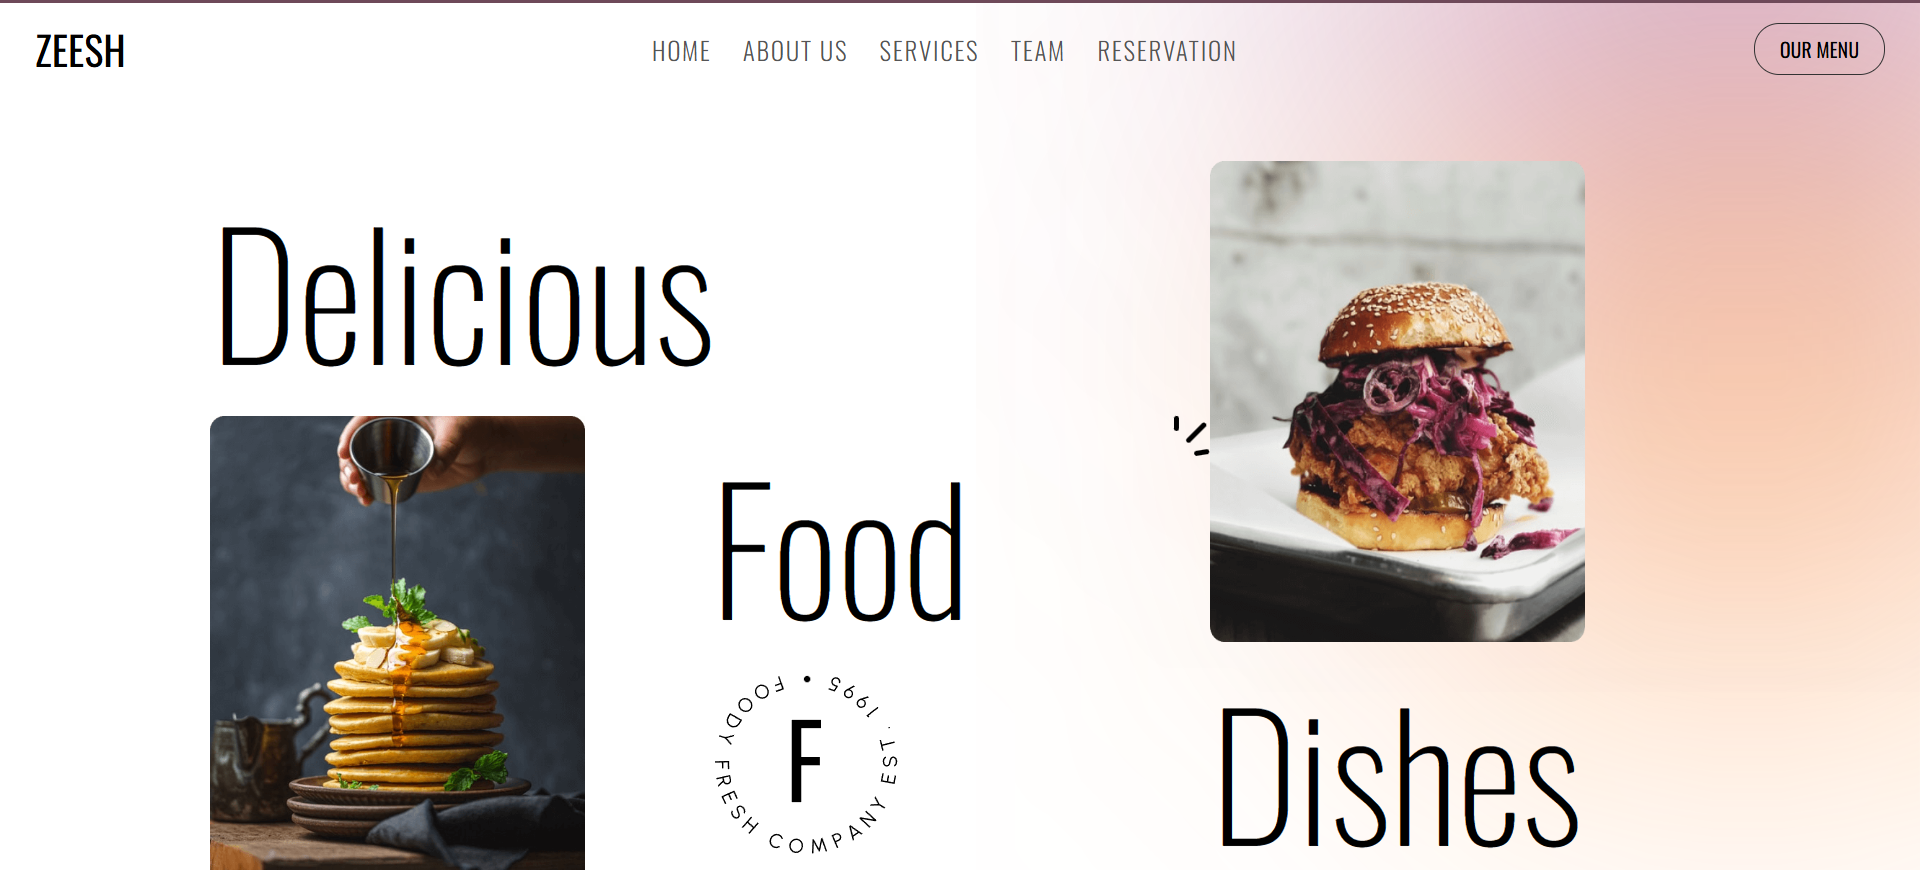 ZEESH
HOME ABOUT US SERVICES TEAM RESERVATION
OUR MENU
Delicious
Food
FOODY FRESH COMPANY EST. 1995 •
F
Dishes